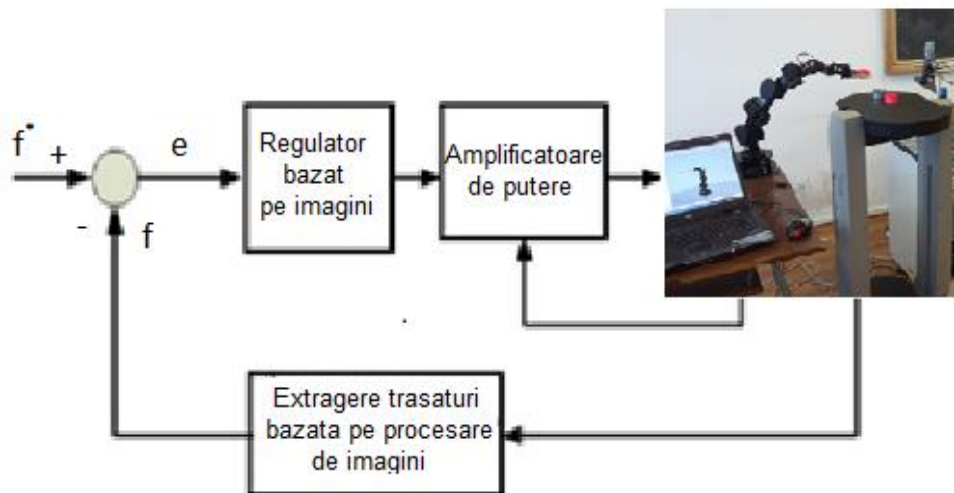 f*
+
e
-
f
Regulator
bazat
pe imagini
Amplificatoare
de putere
Extragere trasaturi
bazata pe procesare
de imagini